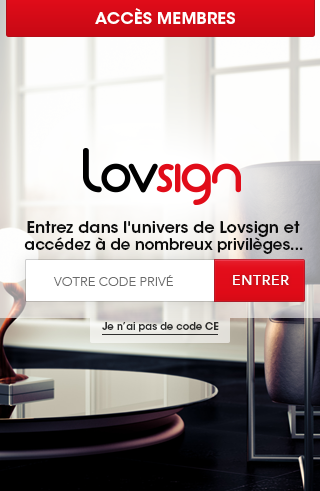 ACCÈS MEMBRES
Lovsign
Entrez dans l'univers de Lovsign et
accédez à de nombreux privilèges...
VOTRE CODE PRIVÉ
ENTRER
Je n'ai pas de code CE